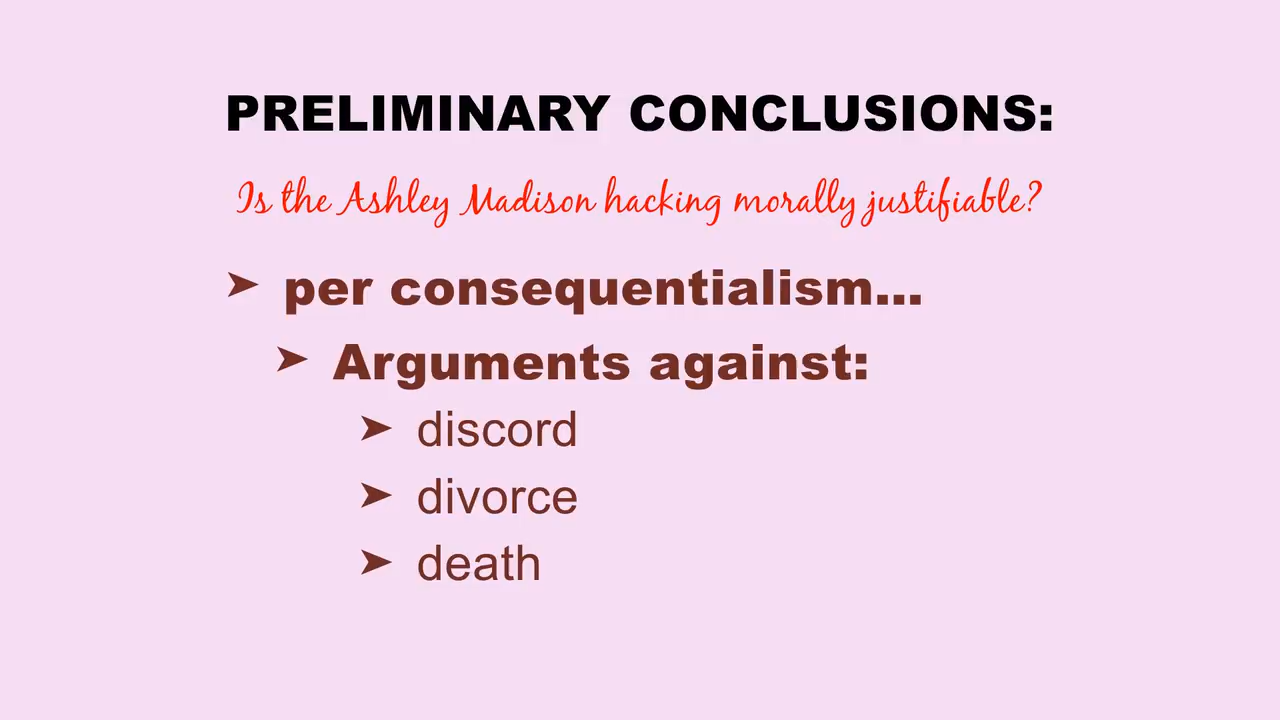 PRELIMINARY CONCLUSIONS:
Is the Ashley Madison hacking morally justifiable?
➤ per consequentialism...
➤ Arguments against:
➤ discord
➤ divorce
➤ death